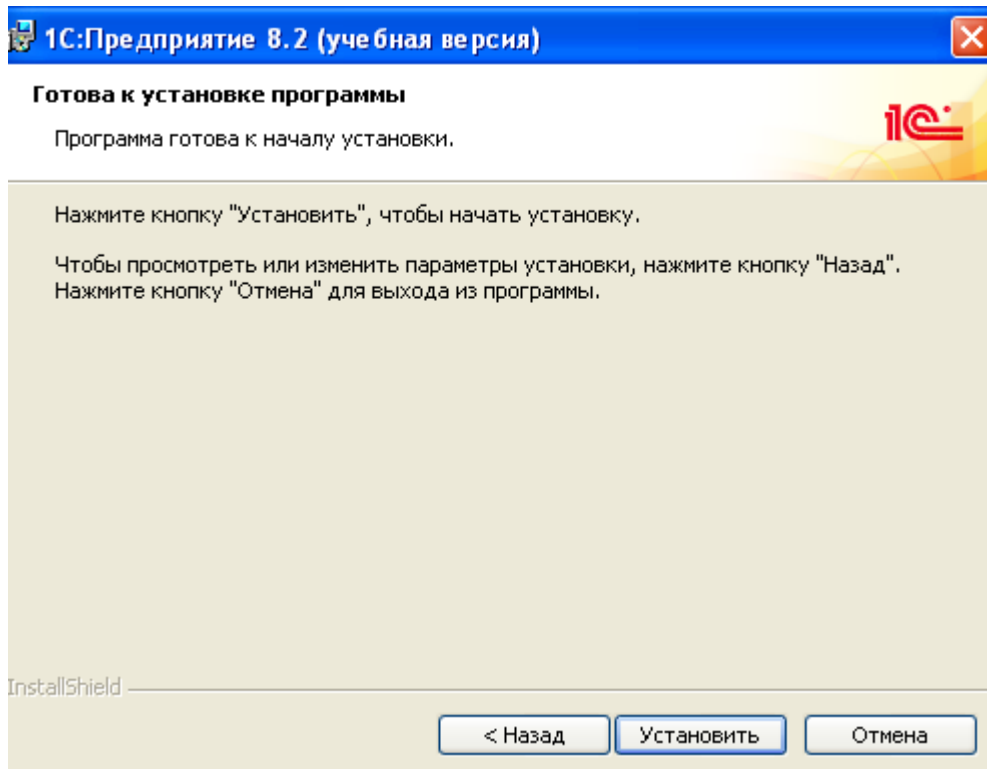 1С:Предприятие 8.2 (учебная версия)
Готова к установке программы
Программа готова к началу установки.
1С
Нажмите кнопку "Установить", чтобы начать установку.
Чтобы просмотреть или изменить параметры установки, нажмите кнопку "Назад".
Нажмите кнопку "Отмена" для выхода из программы.
InstallShield
< Назад
Установить
Отмена